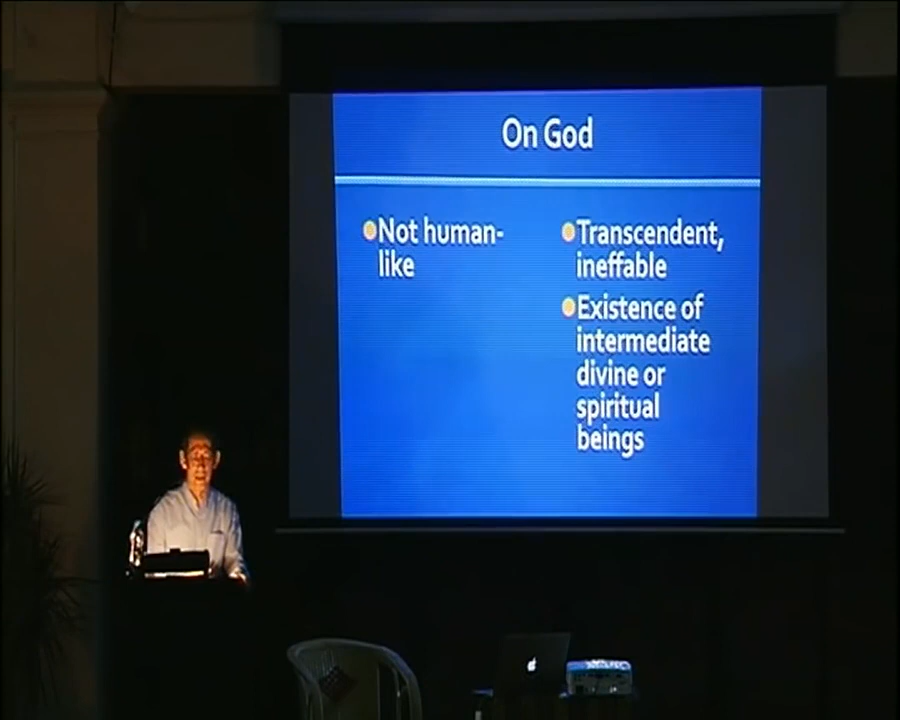 On God
Not human-
like
Transcendent,
ineffable
Existence of
intermediate
divine or
spiritual
beings